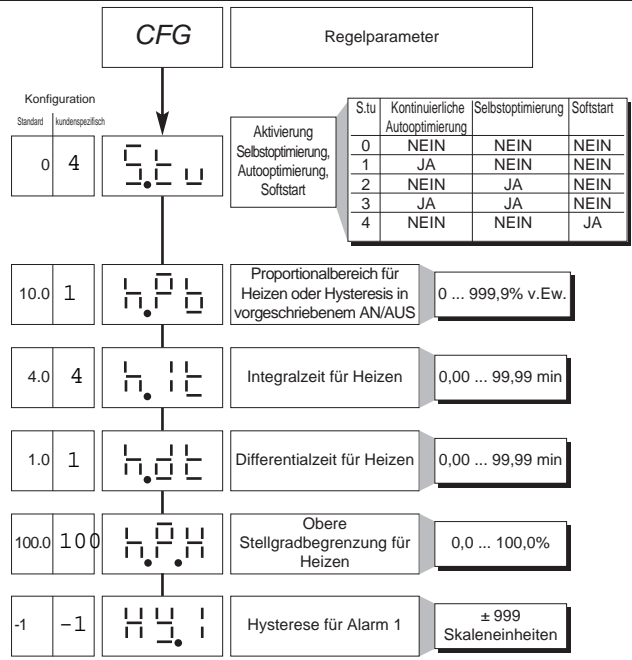 CFG
Regelparameter
Konfiguration
Standard kundenspezifisch
0 4 S.tu
Aktivierung
Selbstoptimierung,
Autooptimierung,
Softstart
S.tu Kontinuierliche Selbstoptimierung Softstart
Autooptimierung
0 NEIN NEIN NEIN
1 JA NEIN NEIN
2 NEIN JA NEIN
3 JA JA NEIN
4 NEIN NEIN JA
10.0 1 h.Pb
Proportionalbereich für
Heizen oder Hysteresis in
vorgeschriebenem AN/AUS
0 ... 999,9% v.Ew.
4.0 4 h.It
Integralzeit für Heizen
0,00 ... 99,99 min
1.0 1 h.dt
Differentialzeit für Heizen
0,00 ... 99,99 min
100.0 100 h.P.H
Obere
Stellgradbegrenzung für
Heizen
0,0 ... 100,0%
-1 -1 HY.1
Hysterese für Alarm 1
± 999
Skaleneinheiten